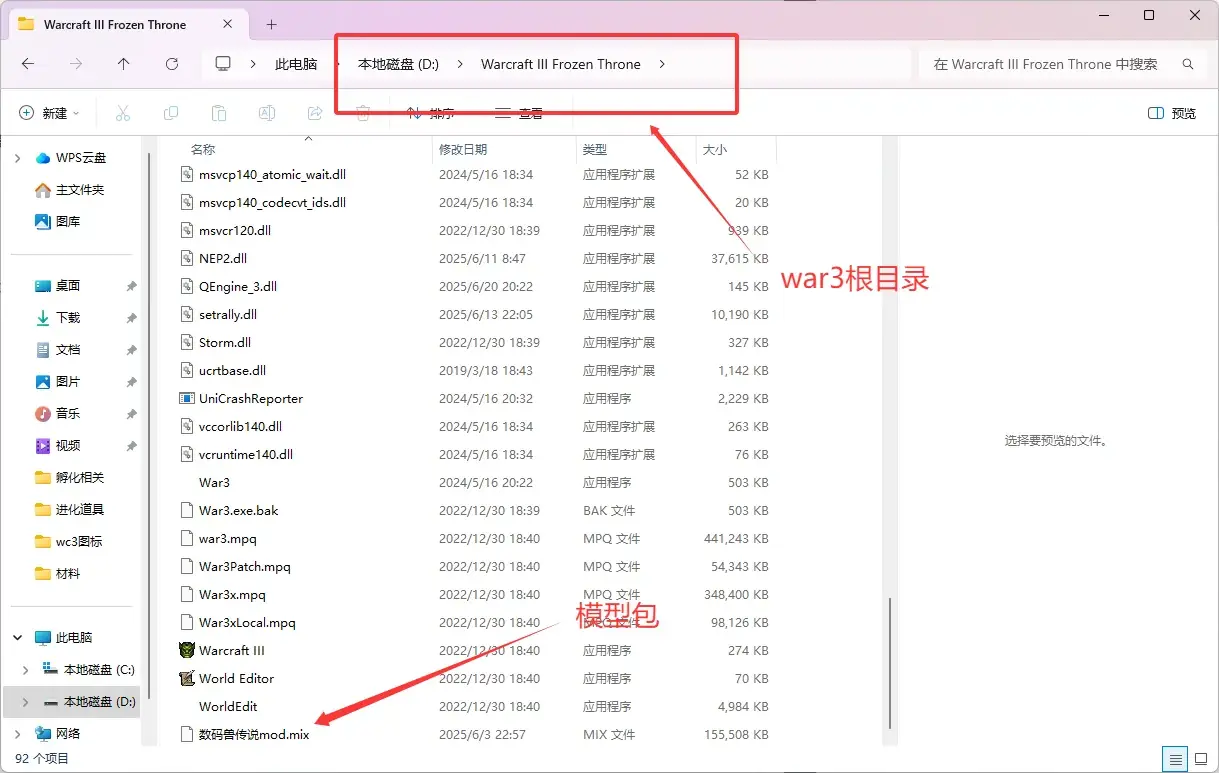 Warcraft III Frozen Throne
此电脑 本地磁盘 (D:) Warcraft III Frozen Throne 在 Warcraft III Frozen Throne 中搜索
新建 排序 查看 预览
名称 修改日期 类型 大小
WPS云盘
主文件夹
图库
桌面
下载
文档
图片
音乐
视频
孵化相关
进化道具
wc3图标
材料
此电脑
本地磁盘 (C:)
本地磁盘 (D:)
网络
msvcp140_atomic_wait.dll 2024/5/16 18:34 应用程序扩展 52 KB
msvcp140_codecvt_ids.dll 2024/5/16 18:34 应用程序扩展 20 KB
msvcr120.dll 2022/12/30 18:39 应用程序扩展 939 KB
NEP2.dll 2025/6/11 8:47 应用程序扩展 37,615 KB
QEngine_3.dll 2025/6/20 20:22 应用程序扩展 145 KB
setrally.dll 2025/6/13 22:05 应用程序扩展 10,190 KB
Storm.dll 2022/12/30 18:39 应用程序扩展 327 KB
ucrtbase.dll 2019/3/18 18:43 应用程序扩展 1,142 KB
UniCrashReporter 2024/5/16 20:32 应用程序 2,229 KB
vccorlib140.dll 2024/5/16 18:34 应用程序扩展 263 KB
vcruntime140.dll 2024/5/16 18:34 应用程序扩展 76 KB
War3 2024/5/16 20:22 应用程序 503 KB
War3.exe.bak 2022/12/30 18:39 BAK 文件 503 KB
war3.mpq 2022/12/30 18:40 MPQ 文件 441,243 KB
War3Patch.mpq 2022/12/30 18:40 MPQ 文件 54,343 KB
War3x.mpq 2022/12/30 18:40 MPQ 文件 348,400 KB
War3xLocal.mpq 2022/12/30 18:40 MPQ 文件 98,126 KB
Warcraft III 2022/12/30 18:40 应用程序 274 KB
World Editor 2022/12/30 18:40 应用程序 70 KB
WorldEdit 2022/12/30 18:40 应用程序 4,984 KB
数码兽传说mod.mix 2025/6/3 22:57 MIX 文件 155,508 KB
war3根目录
模型包
选择要预览的文件。
92 个项目